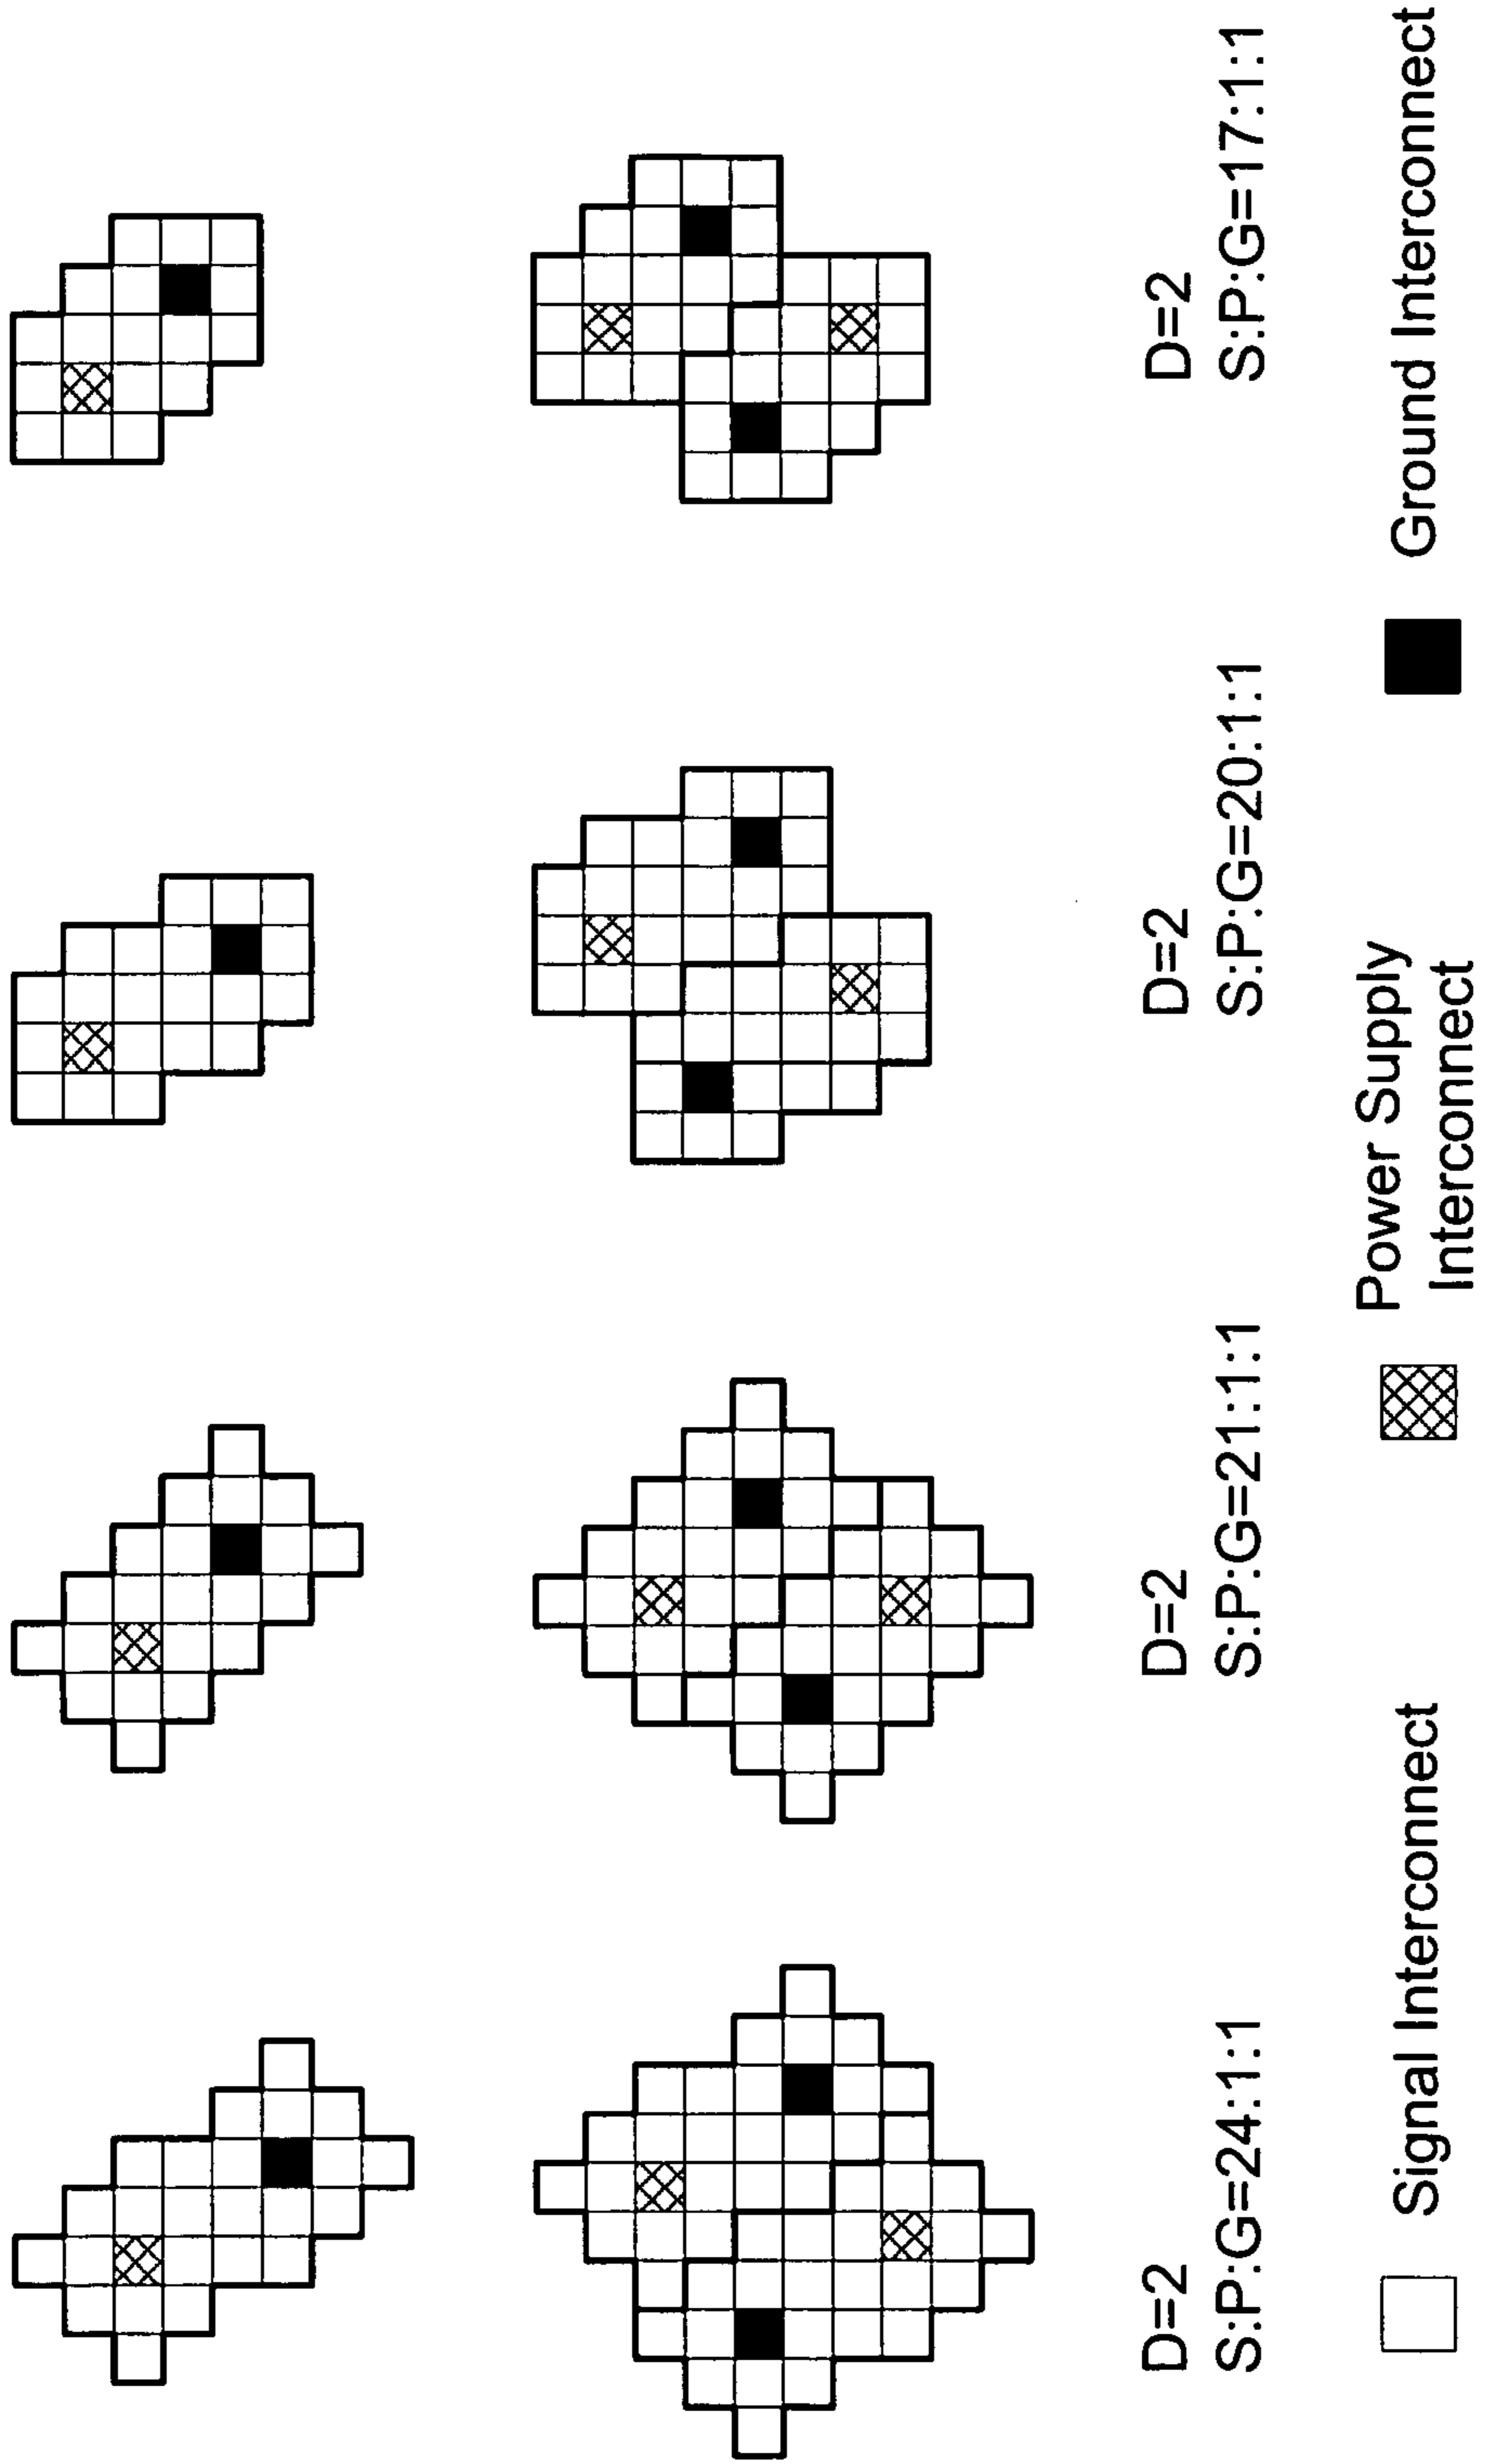 D=2
S:P:G=24:1:1
D=2
S:P:G=21:1:1
D=2
S:P:G=20:1:1
D=2
S:P:G=17:1:1
Signal Interconnect
Power Supply
Interconnect
Ground Interconnect